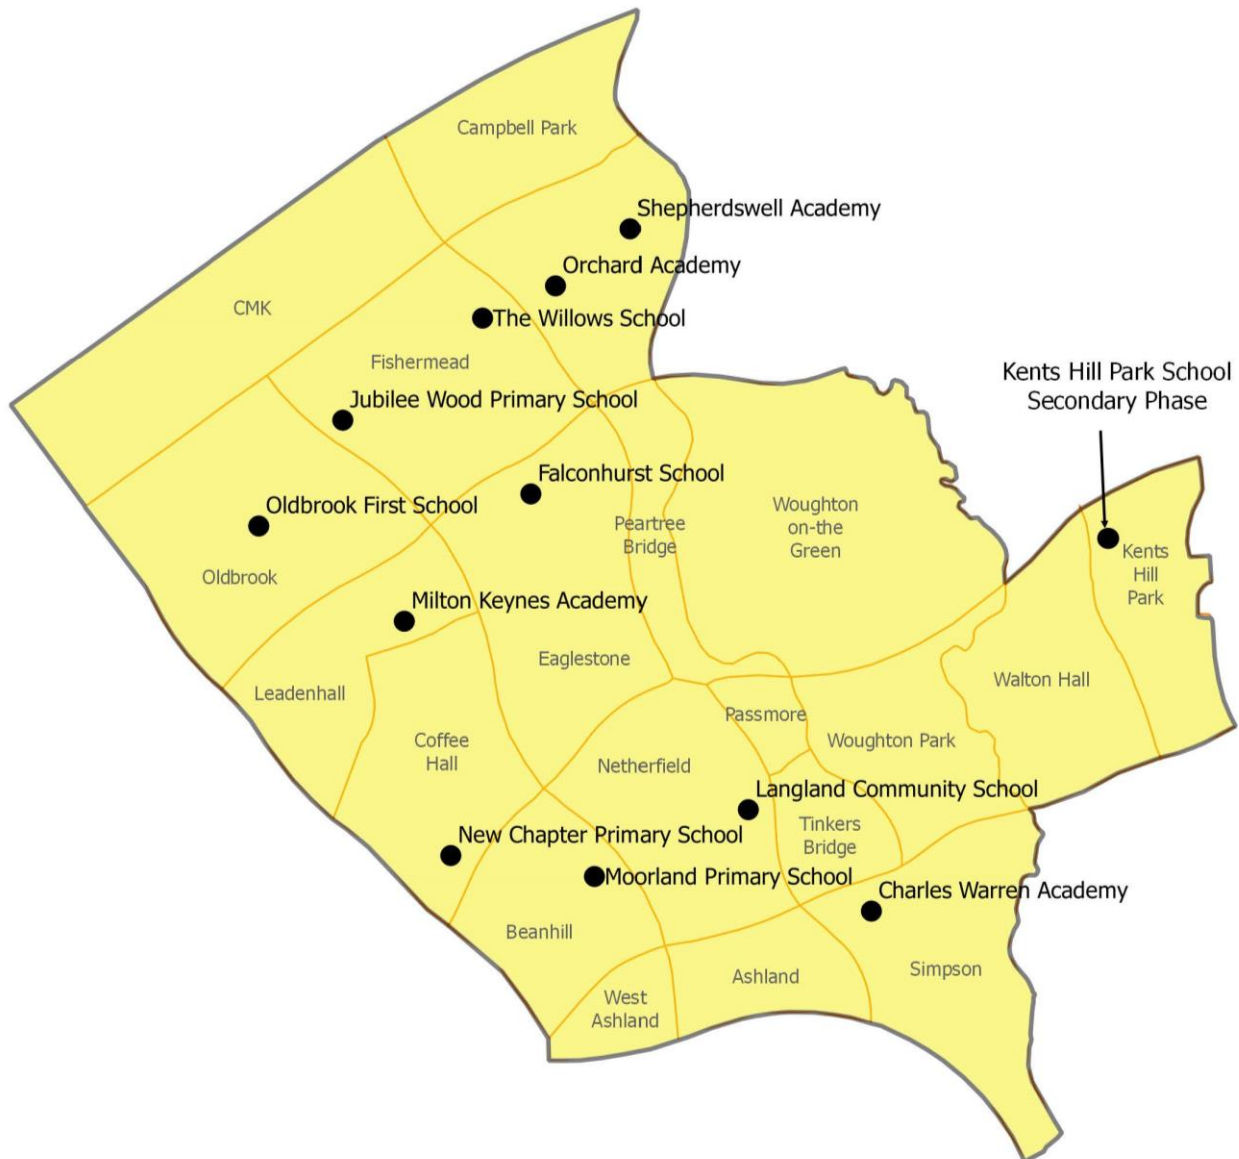 Campbell Park
Shepherdswell Academy
Orchard Academy
CMK
The Willows School
Fishermead
Kents Hill Park School
Secondary Phase
Jubilee Wood Primary School
Falconhurst School
Oldbrook First School
Woughton
on-the
Green
Peartree
Bridge
Kents
Hill
Park
Oldbrook
Milton Keynes Academy
Eaglestone
Leadenhall
Walton Hall
Passmore
Coffee
Hall
Woughton Park
Netherfield
Langland Community School
Tinkers
Bridge
New Chapter Primary School
Moorland Primary School
Charles Warren Academy
Beanhill
Simpson
Ashland
West
Ashland